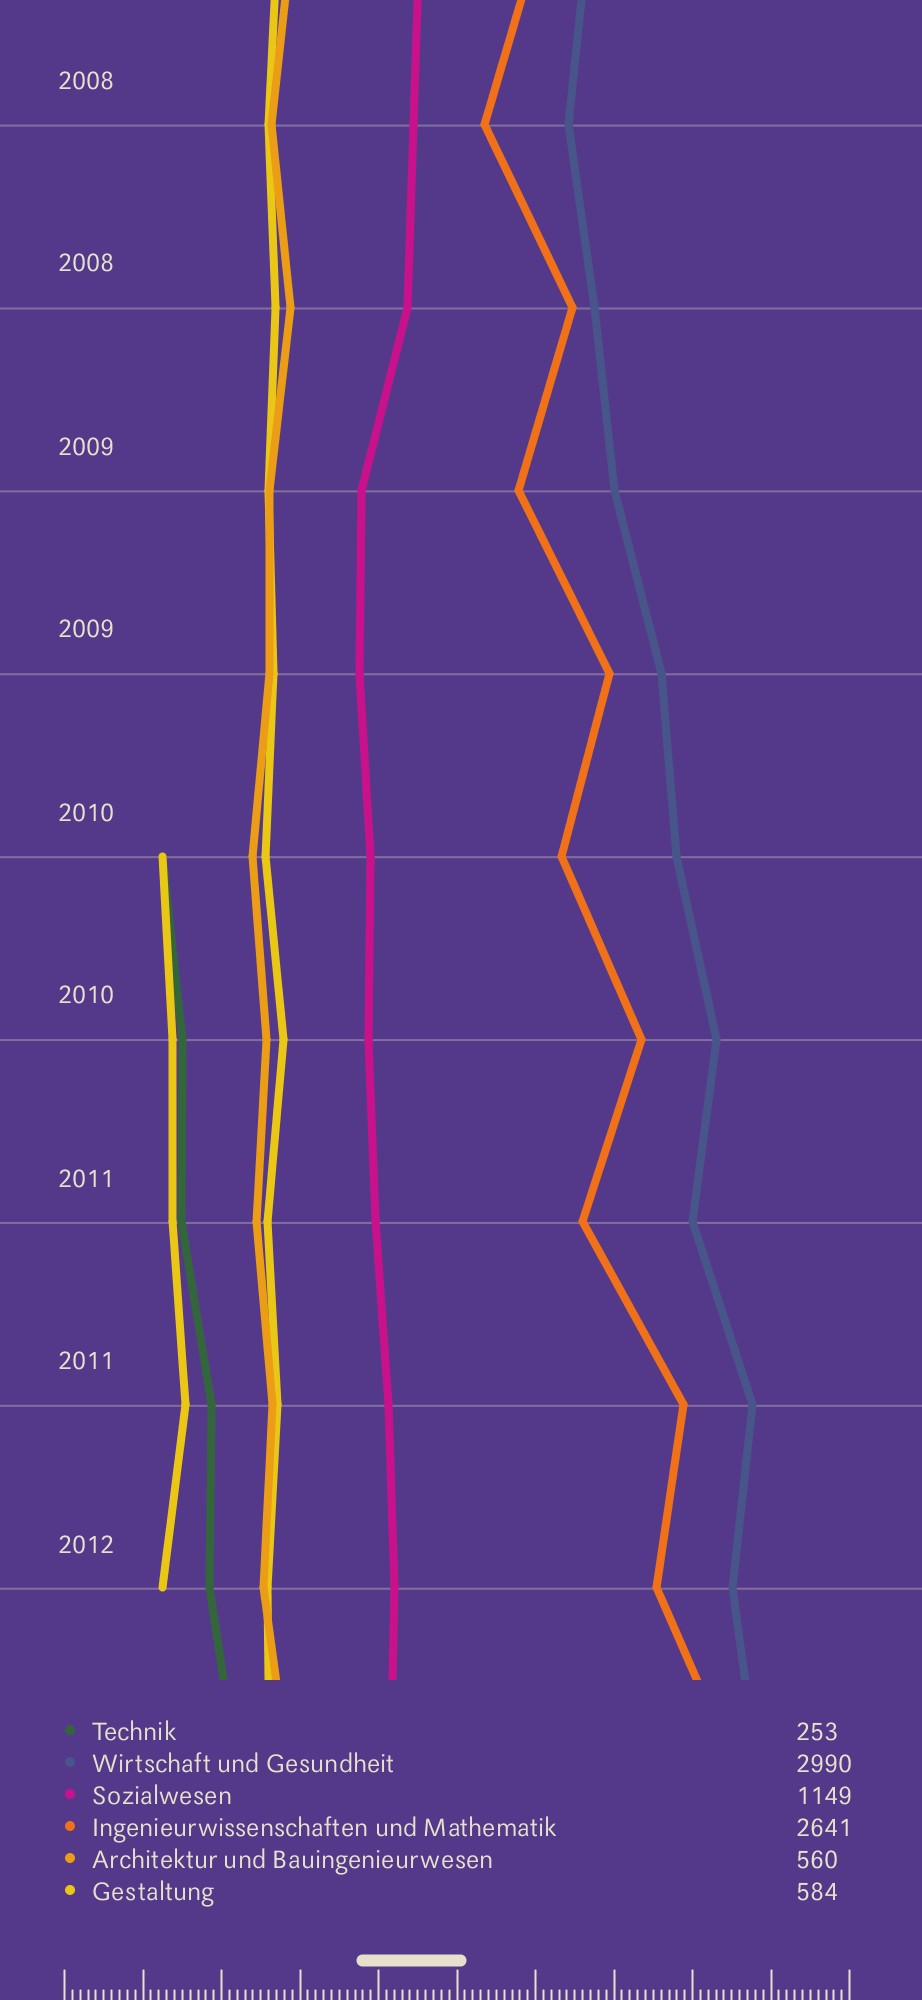 2008
2008
2009
2009
2010
2010
2011
2011
2012
Technik 253
Wirtschaft und Gesundheit 2990
Sozialwesen 1149
Ingenieurwissenschaften und Mathematik 2641
Architektur und Bauingenieurwesen 560
Gestaltung 584